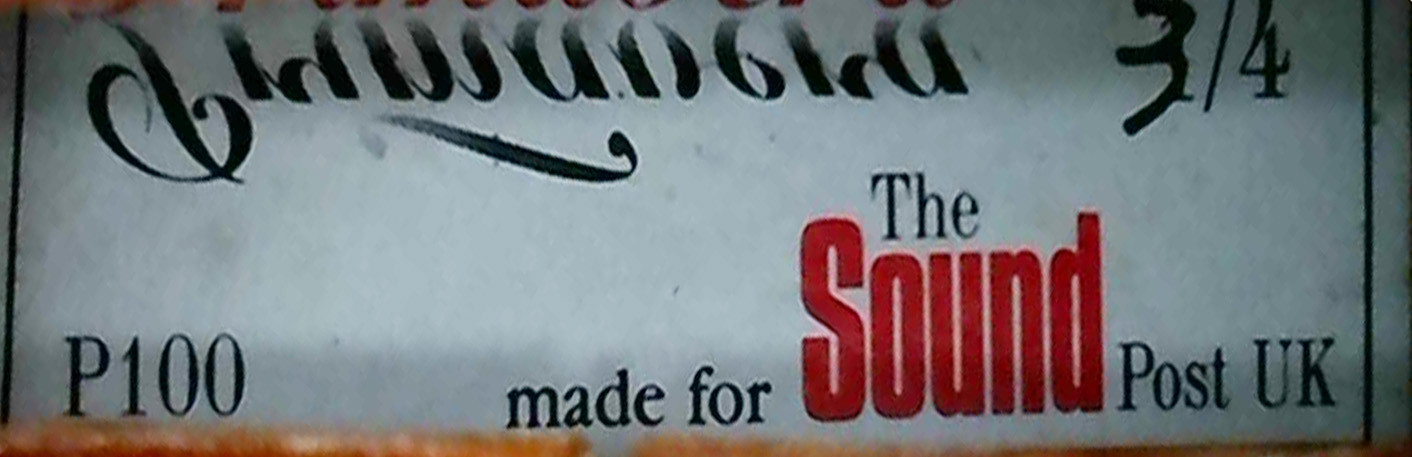 3/4
The
Sound Post UK
P100 made for